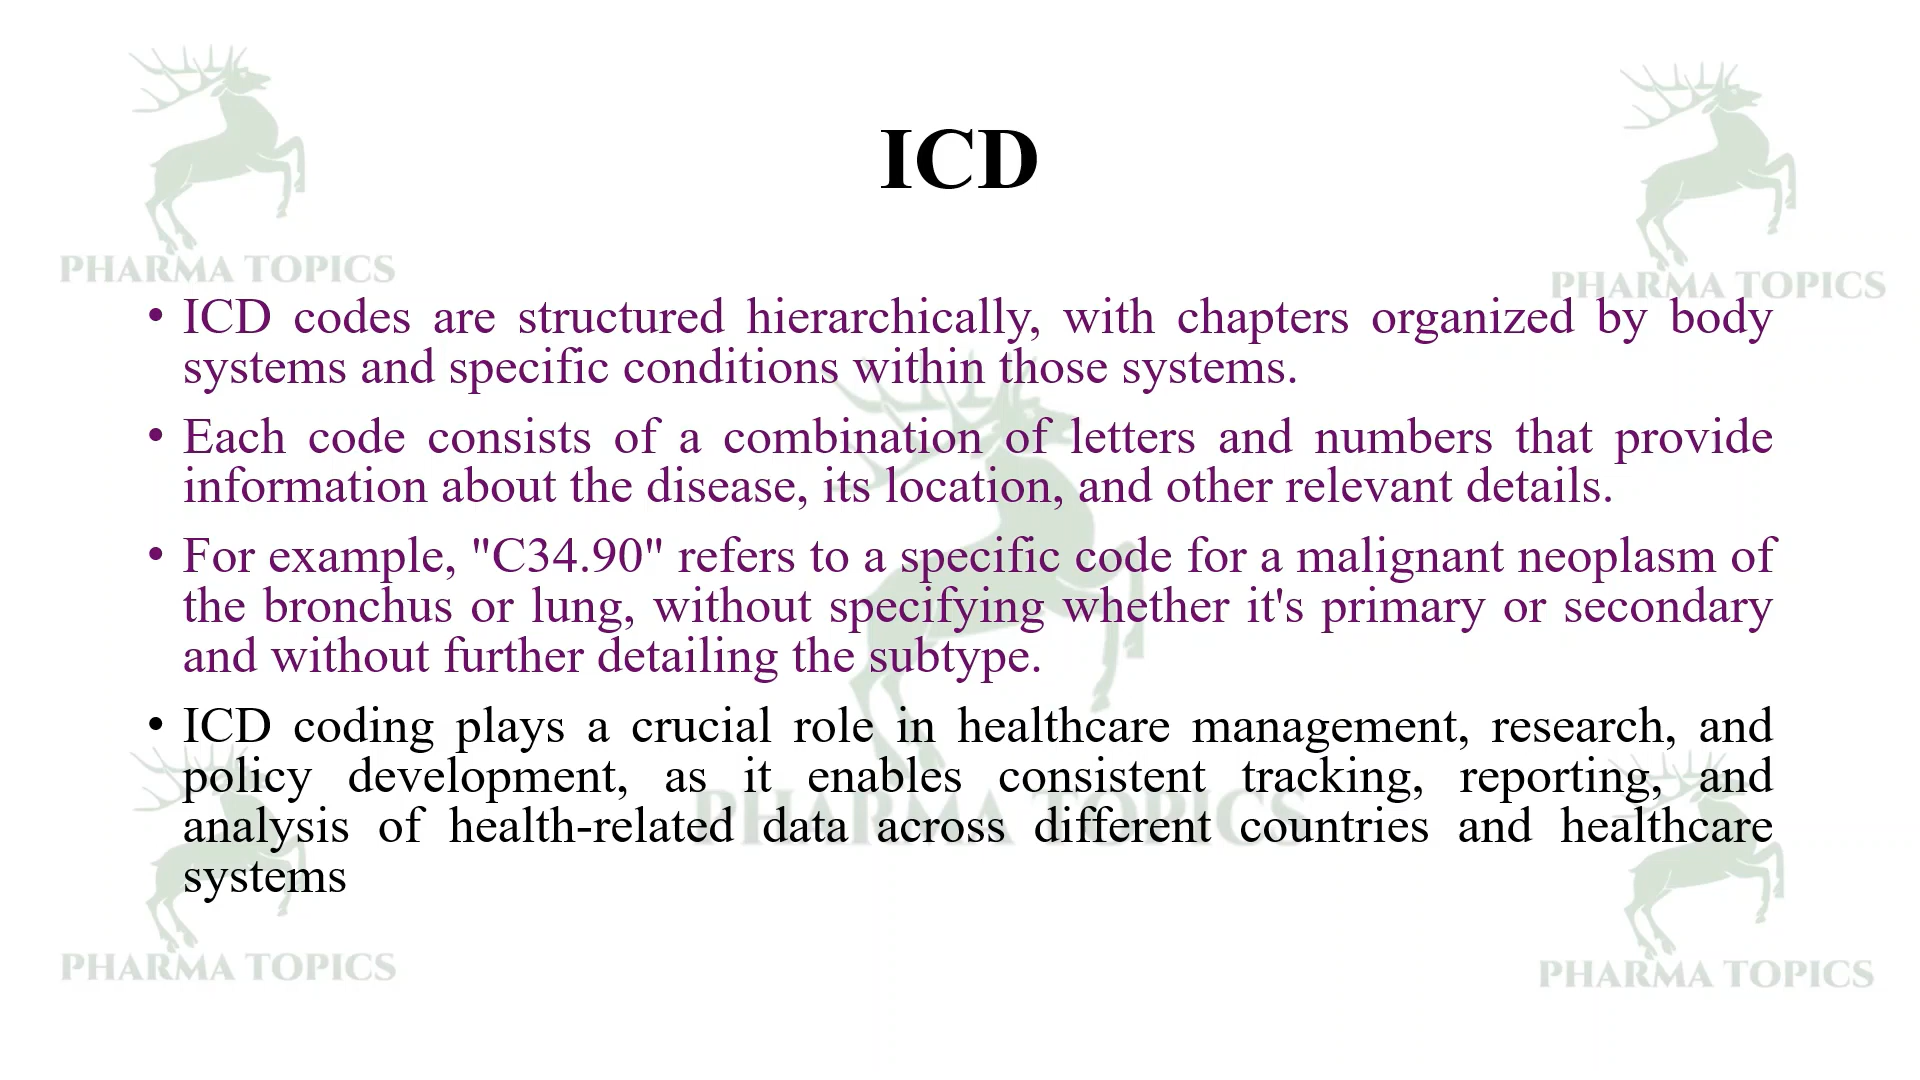 PHARMA TOPICS
PHARMA TOPICS
ICD
• ICD codes are structured hierarchically, with chapters organized by body
systems and specific conditions within those systems.
• Each code consists of a combination of letters and numbers that provide
information about the disease, its location, and other relevant details.
• For example, "C34.90" refers to a specific code for a malignant neoplasm of
the bronchus or lung, without specifying whether it's primary or secondary
and without further detailing the subtype.
• ICD coding plays a crucial role in healthcare management, research, and
policy development, as it enables consistent tracking, reporting, and
analysis of health-related data across different countries and healthcare
systems
PHARMA TOPICS
PHARMA TOPICS
PHARMA TOPICS